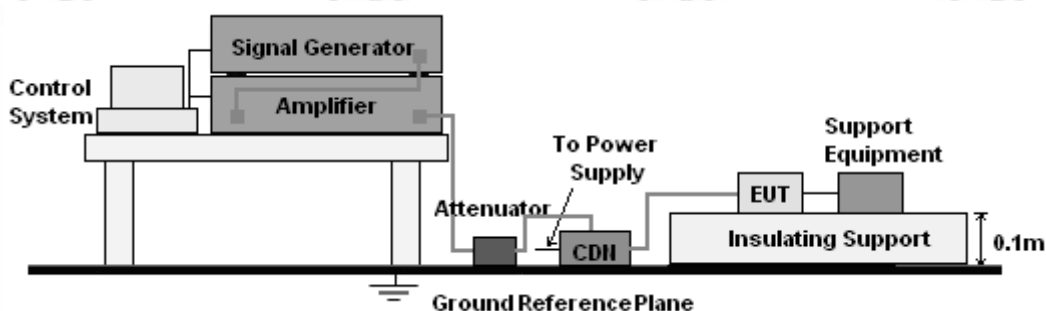 Signal Generator
Control
System
Amplifier
To Power
Supply
Support
Equipment
Attenuator
EUT
CDN
Insulating Support
0.1m
Ground Reference Plane